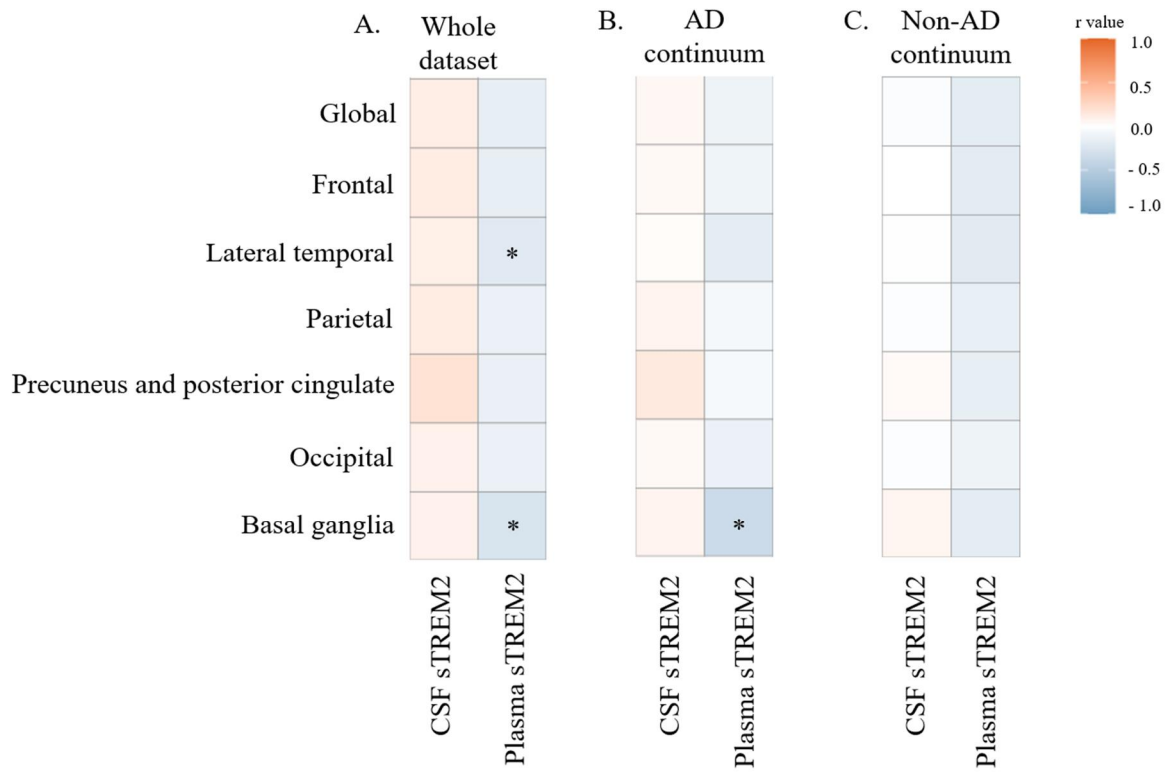 A. Whole
dataset
B. AD
continuum
C. Non-AD
continuum
r value
1.0
0.5
0.0
- 0.5
- 1.0
Global
Frontal
Lateral temporal
*
Parietal
Precuneus and posterior cingulate
Occipital
Basal ganglia
*
*
CSF sTREM2
Plasma sTREM2
CSF sTREM2
Plasma sTREM2
CSF sTREM2
Plasma sTREM2